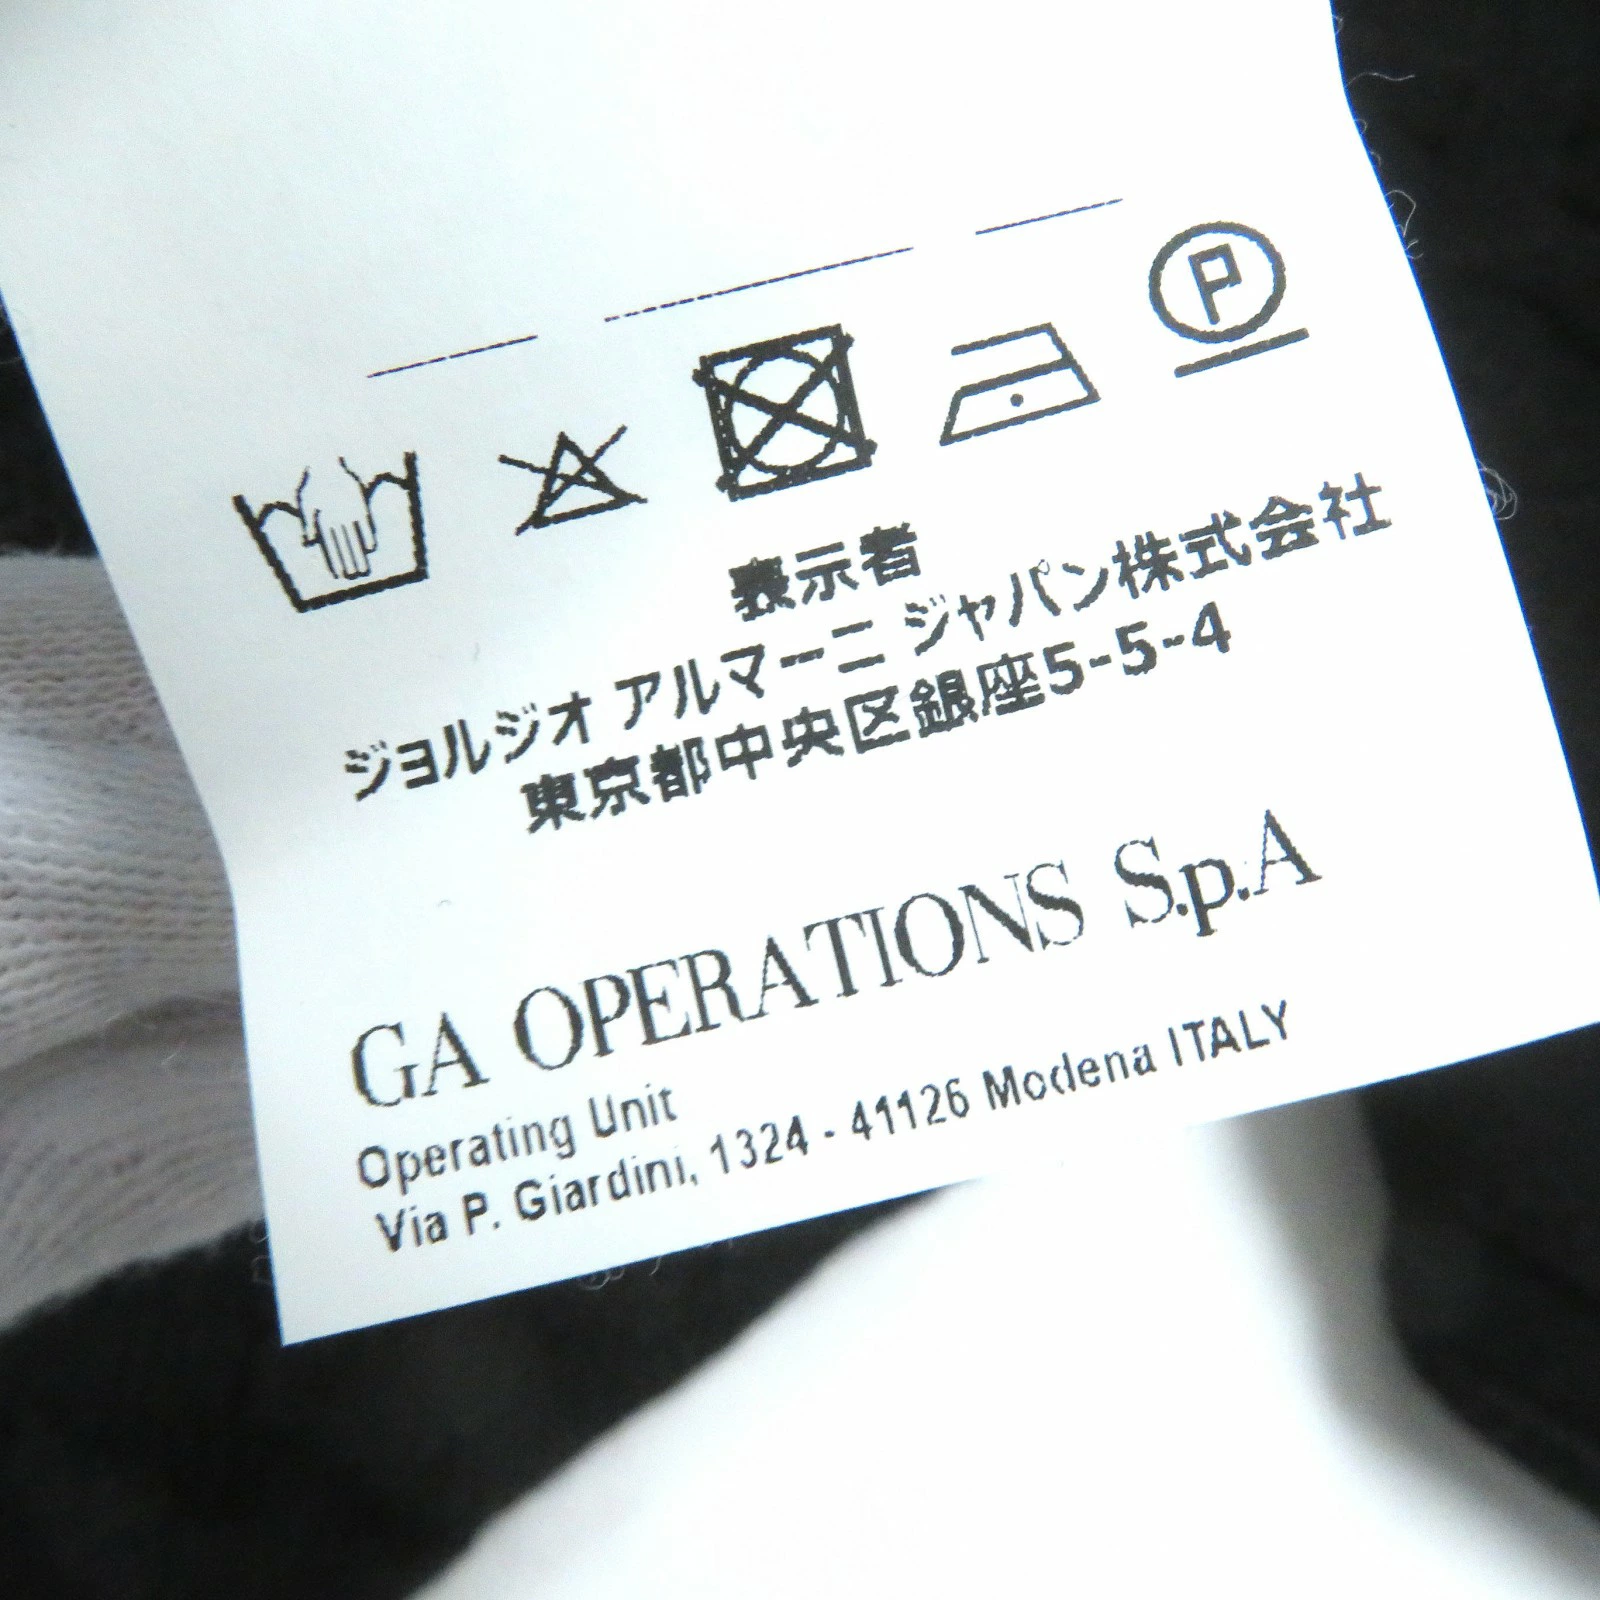 P
表示者
ジョルジオ アルマーニ ジャパン株式会社
東京都中央区銀座5-5-4
GA OPERATIONS S.p.A
Operating Unit
Via P. Giardini, 1324 - 41126 Modena ITALY